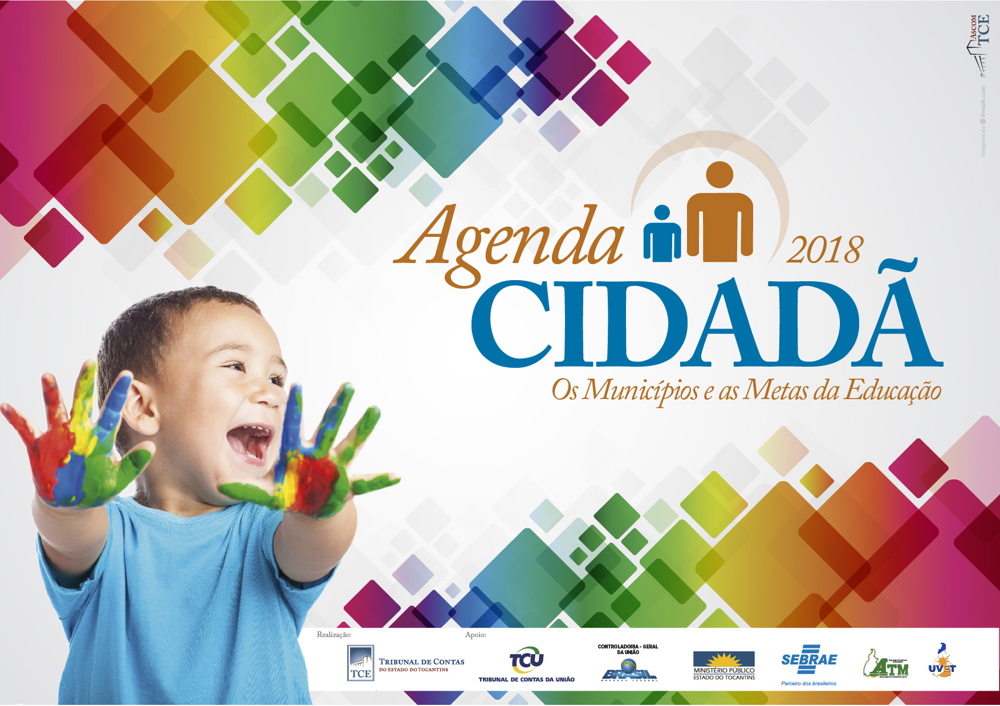 ASCOM
TCE
imagens de freepik.com
Agenda
2018
CIDADÃ
Os Municípios e as Metas da Educação
Realização:
TCE
TRIBUNAL DE CONTAS
DO ESTADO DO TOCANTINS
Apoio:
TCU
TRIBUNAL DE CONTAS DA UNIÃO
CONTROLADORIA - GERAL
DA UNIÃO
BRASIL
GOVERNO FEDERAL
MINISTÉRIO PÚBLICO
ESTADO DO TOCANTINS
SEBRAE
Parceiro dos brasileiros
ATM
UVET